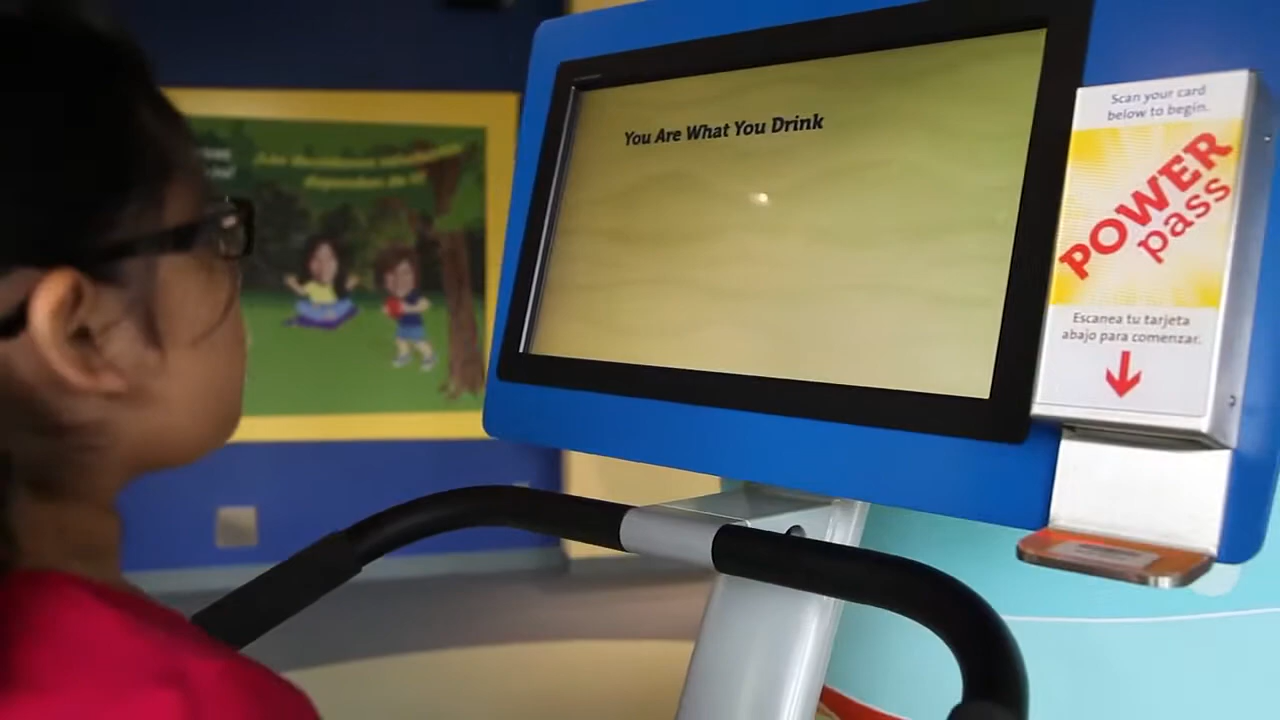 You Are What You Drink
Scan your card
below to begin.
POWER
pass
Escanea tu tarjeta
abajo para comenzar.